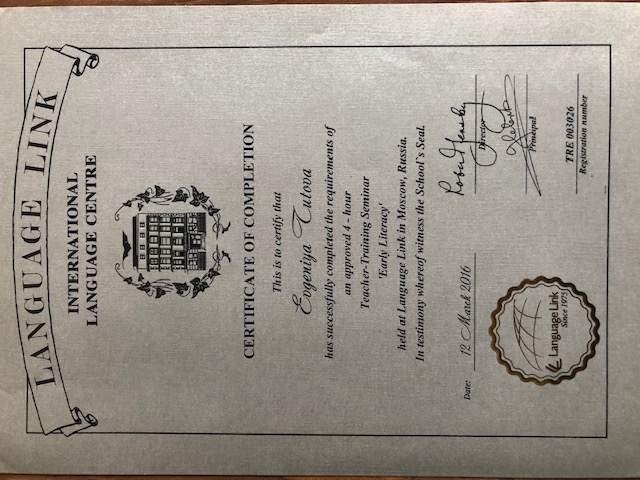 LANGUAGE LINK
INTERNATIONAL
LANGUAGE CENTRE
CERTIFICATE OF COMPLETION
This is to certify that
Evgeniya Tulova
has successfully completed the requirements of
an approved 4 - hour
Teacher-Training Seminar
'Early Literacy'
held at Language Link in Moscow, Russia.
In testimony whereof witness the School's Seal.
Date: 12 March 2016
Language Link
Since 1975
Director
Principal
TRE 003026
Registration number